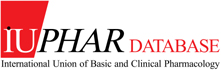 iUPHAR DATABASE
International Union of Basic and Clinical Pharmacology